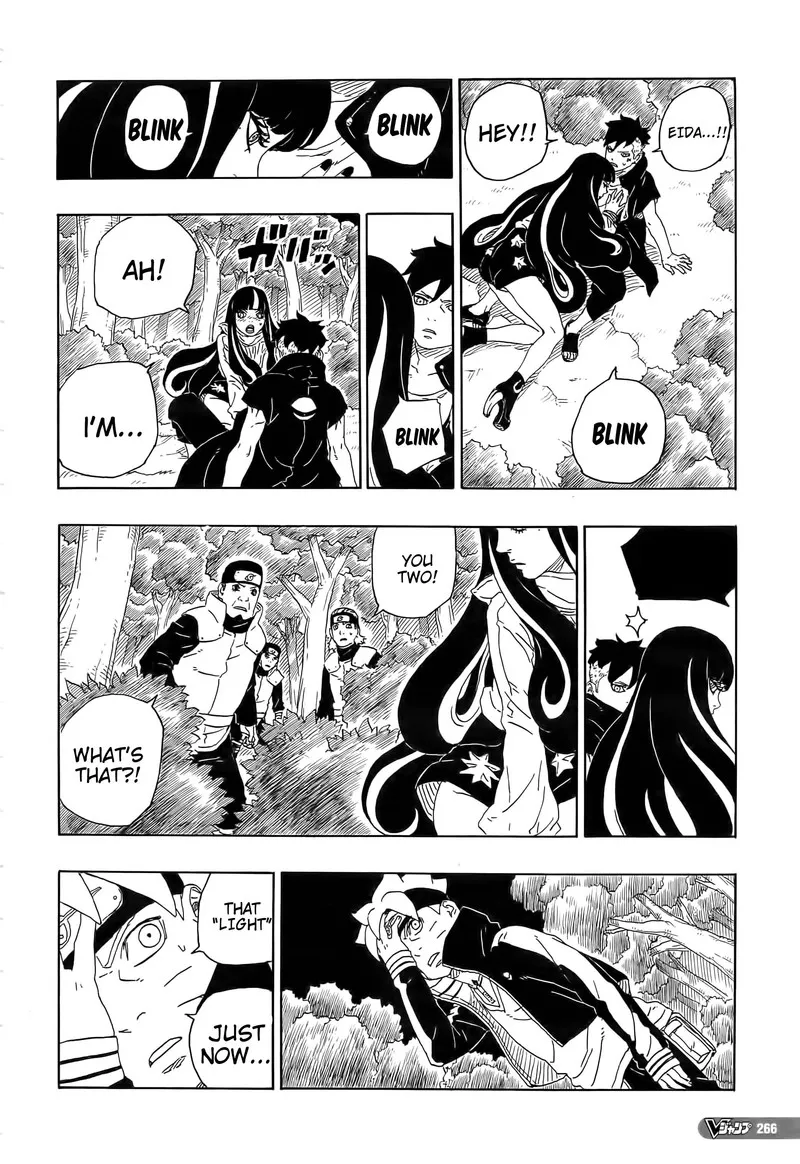 EIDA...!!
HEY!!
BLINK
BLINK
BLINK
BLINK
ガバッ
AH!
I'M...
YOU
TWO!
WHAT'S
THAT?!
THAT
"LIGHT"
JUST
NOW...
Vジャンプ 266